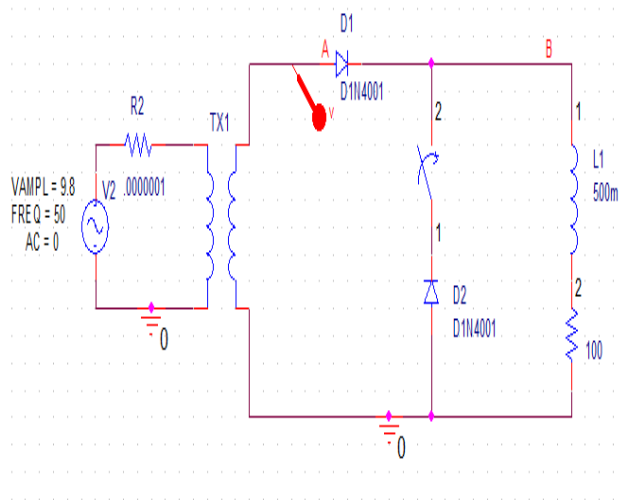 D1
A
B
D1N4001
V
R2
TX1
2
1
L1
500m
VAMPL = 9.8
V2
.0000001
FREQ = 50
AC = 0
1
2
D2
D1N4001
0
100
0